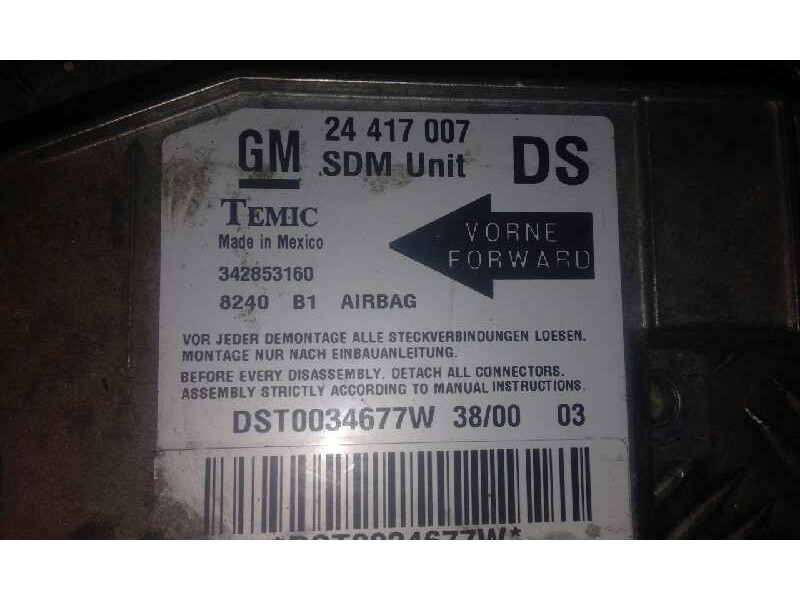 24 417 007
GM SDM Unit DS
TEMIC
Made in Mexico
VORNE
FORWARD
342853160
8240 B1 AIRBAG
VOR JEDER DEMONTAGE ALLE STECKVERBINDUNGEN LOESEN.
MONTAGE NUR NACH EINBAUANLEITUNG.
BEFORE EVERY DISASSEMBLY. DETACH ALL CONNECTORS.
ASSEMBLY STRICTLY ACCORDING TO MANUAL INSTRUCTIONS.
DST0034677W 38/00 03
*DST0034677W*